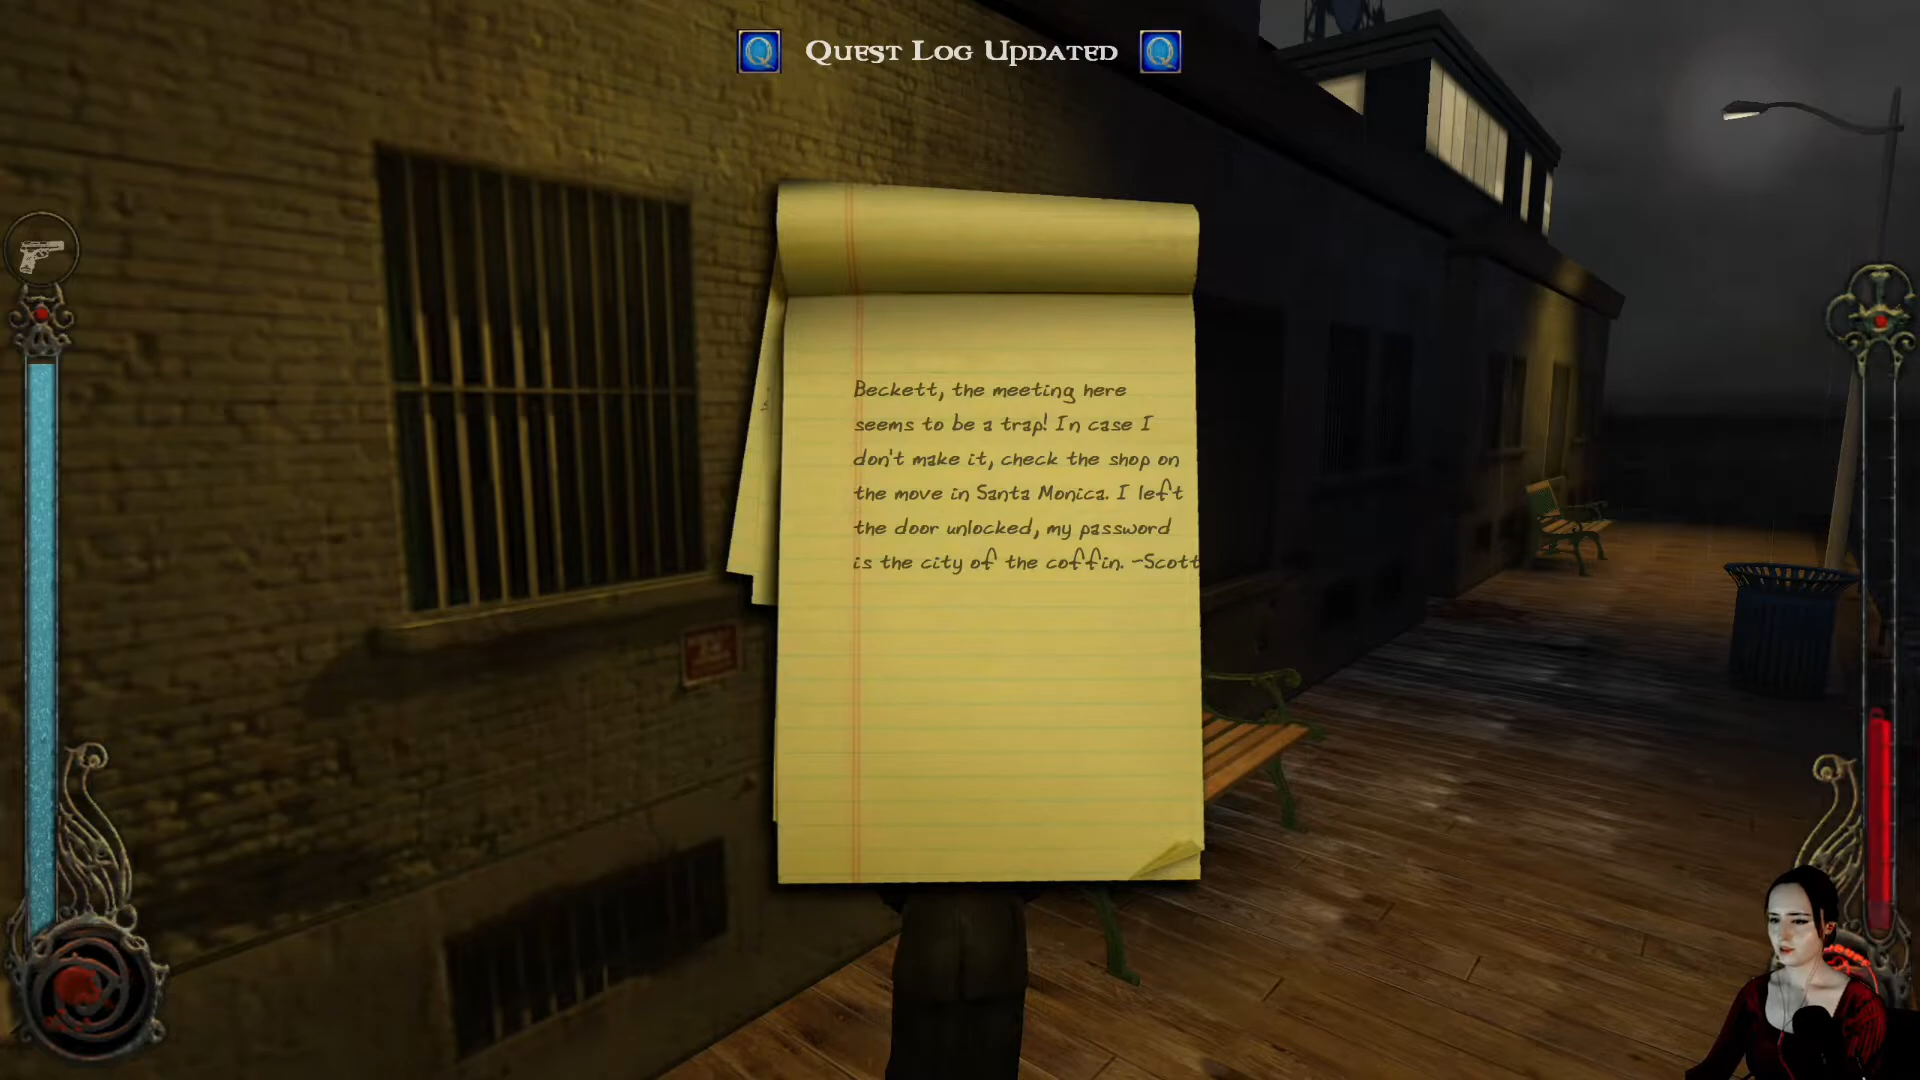 Quest Log Updated
Beckett, the meeting here
seems to be a trap! In case I
don't make it, check the shop on
the move in Santa Monica. I left
the door unlocked, my password
is the city of the coffin. ~Scott